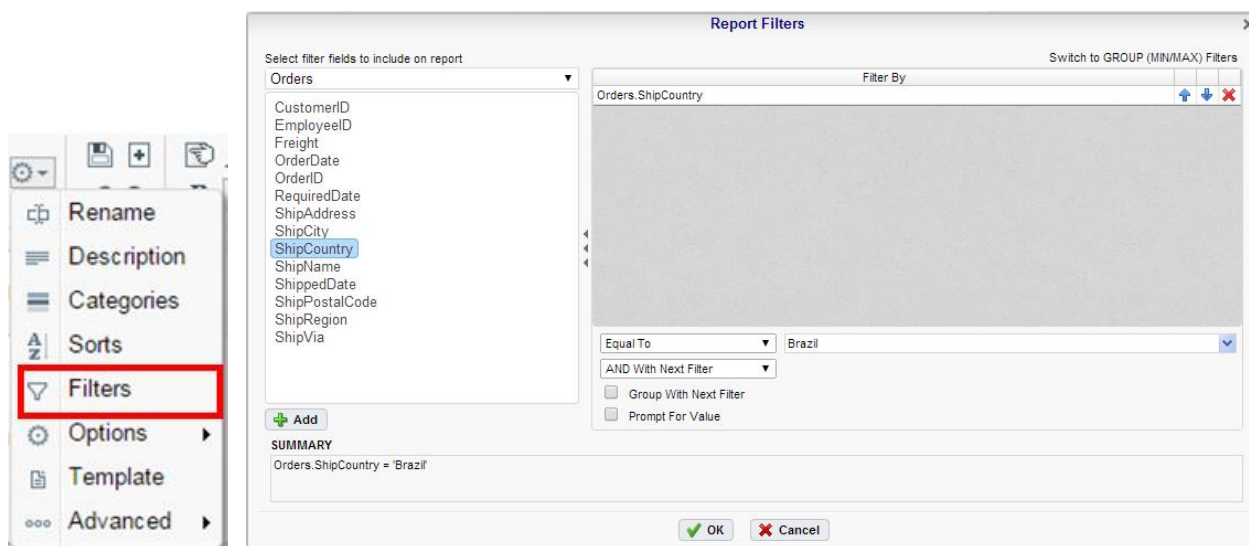 Rename
Description
Categories
Sorts
Filters
Options
Template
Advanced
Report Filters
Select filter fields to include on report
Switch to GROUP (MIN/MAX) Filters
Orders
CustomerID
EmployeeID
Freight
OrderDate
OrderID
RequiredDate
ShipAddress
ShipCity
ShipCountry
ShipName
ShippedDate
ShipPostalCode
ShipRegion
ShipVia
Add
Filter By
Orders.ShipCountry
Equal To Brazil
AND With Next Filter
Group With Next Filter
Prompt For Value
SUMMARY
Orders.ShipCountry = 'Brazil'
OK Cancel